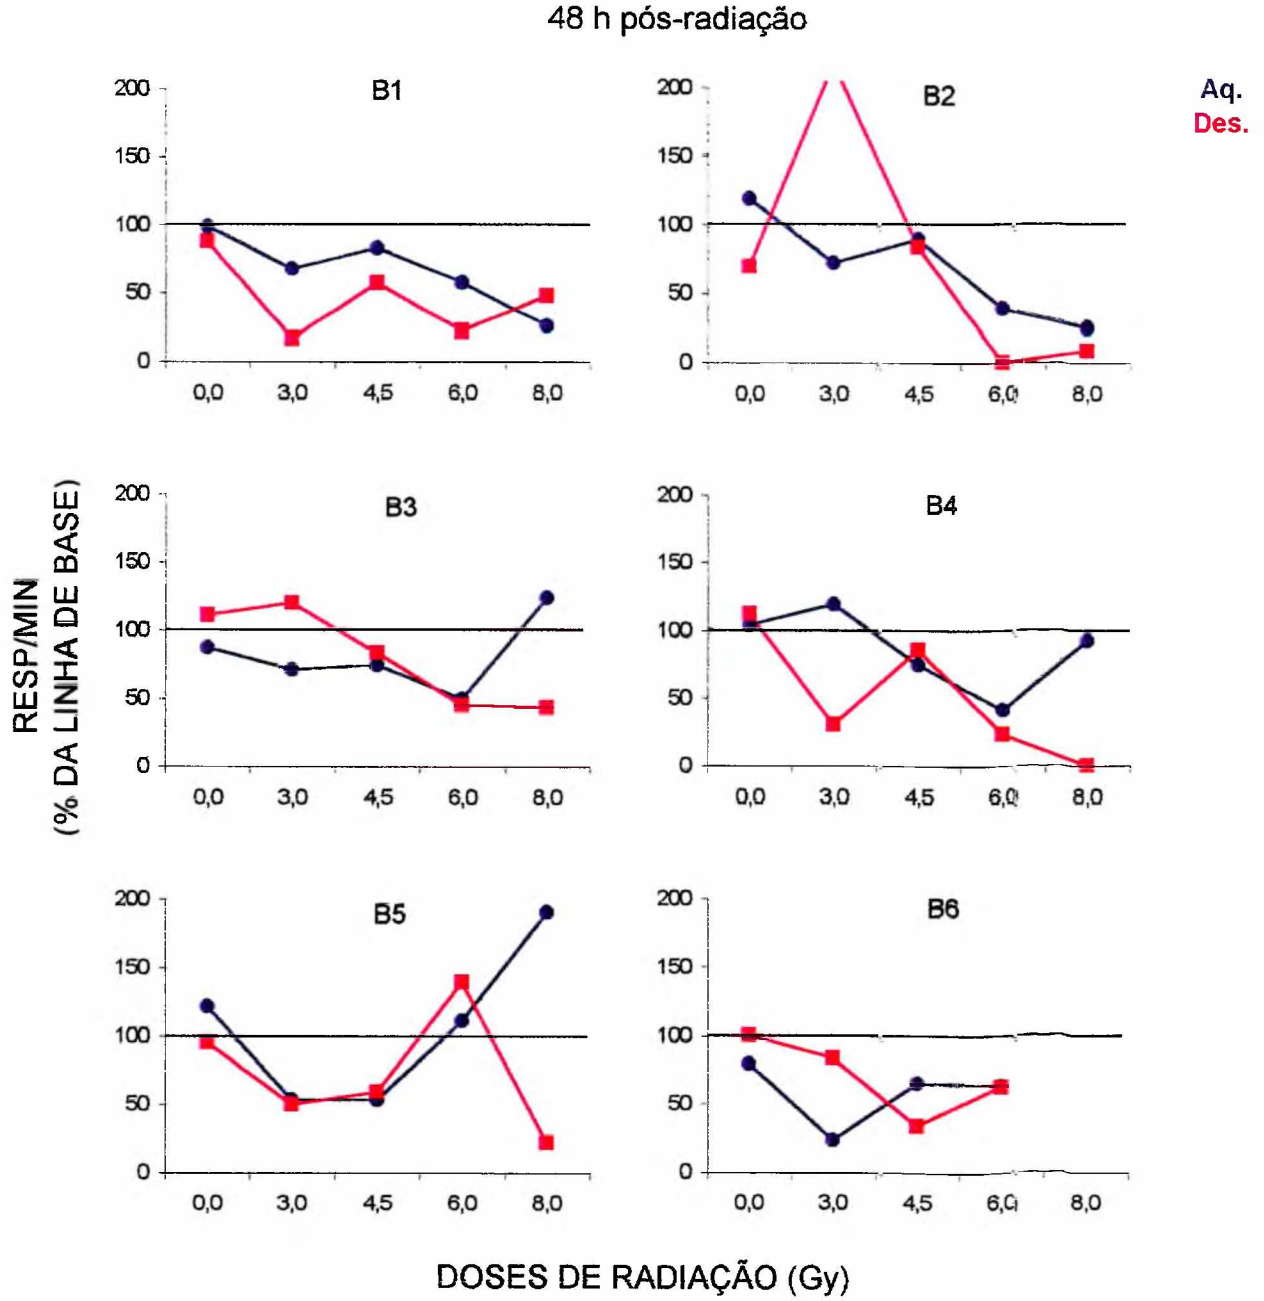 48 h pós-radiação
B1
200
150
100
50
0
0,0 3,0 4,5 6,0 8,0
B2
200
150
100
50
0
0,0 3,0 4,5 6,0 8,0
Aq.
Des.
B3
200
150
100
50
0
0,0 3,0 4,5 6,0 8,0
B4
200
150
100
50
0
0,0 3,0 4,5 6,0 8,0
RESP/MIN
(% DA LINHA DE BASE)
B5
200
150
100
50
0
0,0 3,0 4,5 6,0 8,0
B6
200
150
100
50
0
0,0 3,0 4,5 6,0 8,0
DOSES DE RADIAÇÃO (Gy)